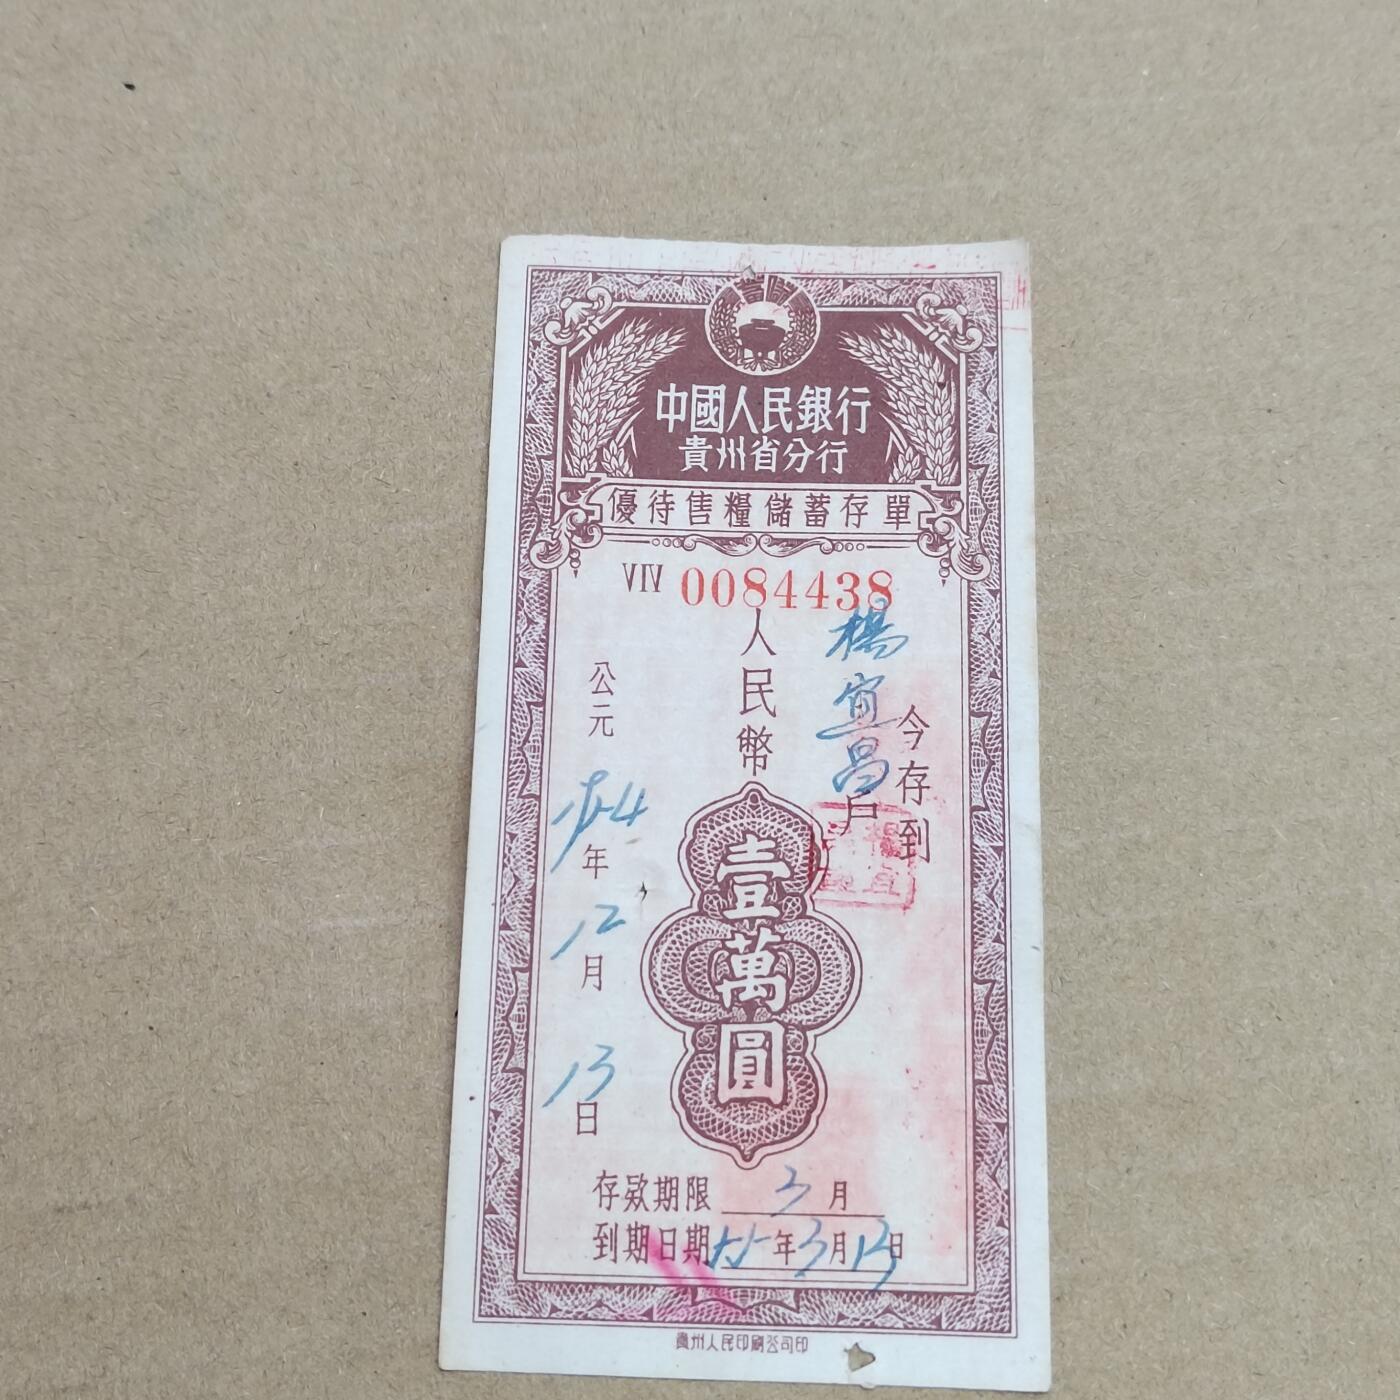 中國人民銀行
貴州省分行
優待售糧儲蓄存單
VIV 0084438
今存到
楊宜昌戶
人民幣
壹萬圓
公元
54年
12月
13日
存欵期限 3月
到期日期55年3月13日
貴州人民印刷公司印